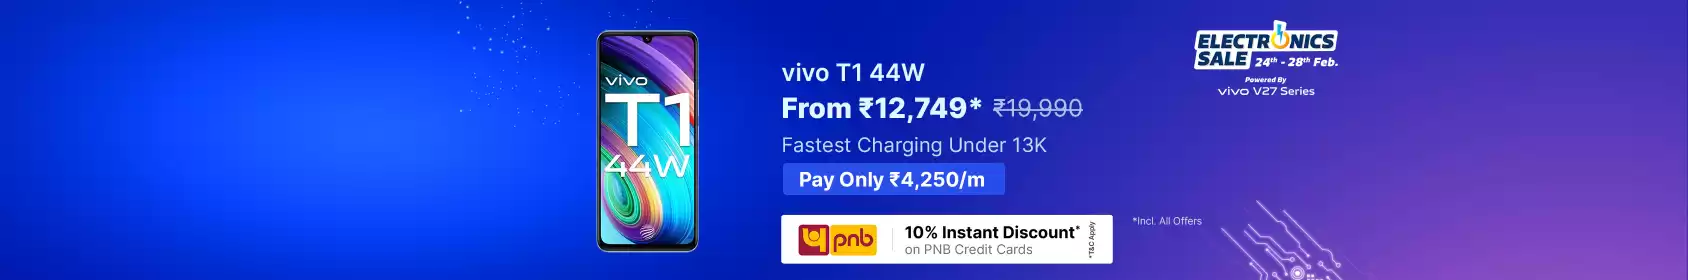 vivo
T1
44W
vivo T1 44W
From ₹12,749* ₹19,990
Fastest Charging Under 13K
Pay Only ₹4,250/m
pnb
10% Instant Discount*
on PNB Credit Cards
*T&C Apply
*Incl. All Offers
ELECTRONICS
SALE 24th - 28th Feb.
Powered By
vivo V27 Series